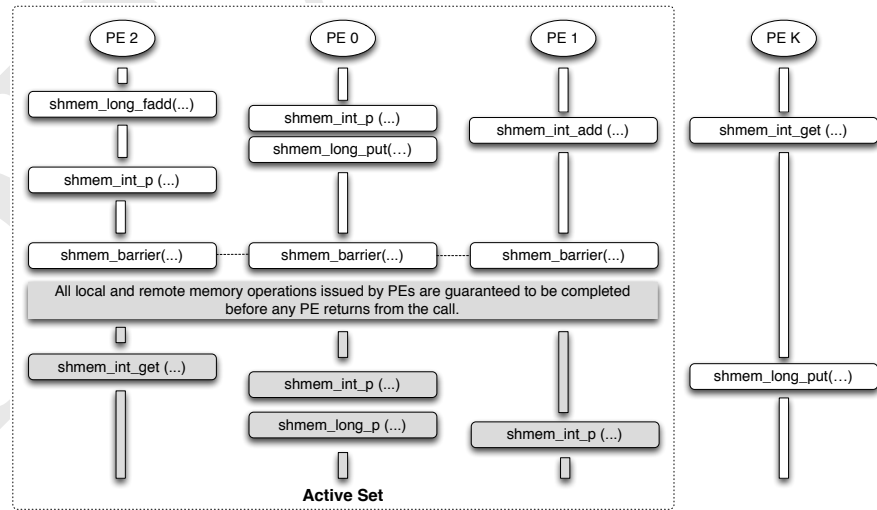 PE 2
PE 0
PE 1
PE K
shmem_long_fadd(...)
shmem_int_p (...)
shmem_long_put(...)
shmem_int_add (...)
shmem_int_get (...)
shmem_int_p (...)
shmem_barrier(...)
shmem_barrier(...)
shmem_barrier(...)
All local and remote memory operations issued by PEs are guaranteed to be completed
before any PE returns from the call.
shmem_int_get (...)
shmem_int_p (...)
shmem_long_put(...)
shmem_long_p (...)
shmem_int_p (...)
Active Set